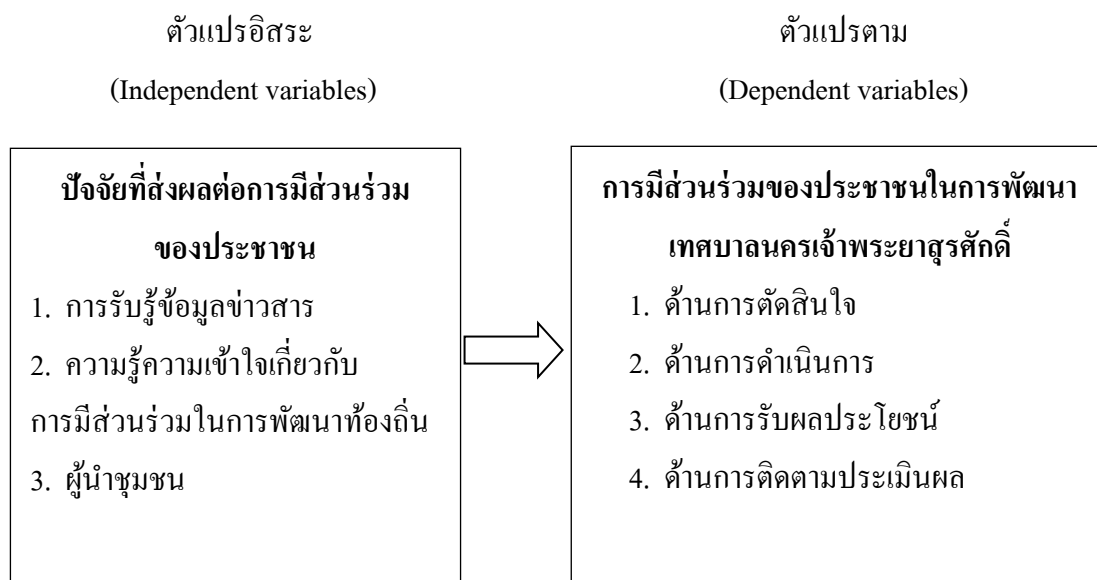 ตัวแปรอิสระ
(Independent variables)
ปัจจัยที่ส่งผลต่อการมีส่วนร่วม
ของประชาชน
1. การรับรู้ข้อมูลข่าวสาร
2. ความรู้ความเข้าใจเกี่ยวกับ
การมีส่วนร่วมในการพัฒนาท้องถิ่น
3. ผู้นำชุมชน
ตัวแปรตาม
(Dependent variables)
การมีส่วนร่วมของประชาชนในการพัฒนา
เทศบาลนครเจ้าพระยาสุรศักดิ์
1. ด้านการตัดสินใจ
2. ด้านการดำเนินการ
3. ด้านการรับผลประโยชน์
4. ด้านการติดตามประเมินผล